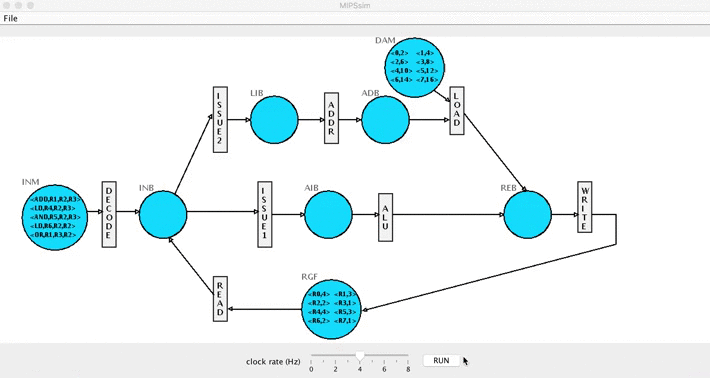 MIPSsim
File
DAM
<0,2> <1,4>
<2,6> <3,8>
<4,10> <5,12>
<6,14> <7,16>
ISSUE2
LIB
ADDR
ADB
LOAD
INM
<ADD,R1,R2,R3>
<LD,R4,R2,R3>
<AND,R5,R2,R3>
<LD,R6,R2,R2>
<OR,R1,R3,R2>
DECODE
INB
ISSUE1
AIB
ALU
REB
WRITE
READ
RGF
<R0,4> <R1,3>
<R2,2> <R3,1>
<R4,4> <R5,3>
<R6,2> <R7,1>
clock rate (Hz)
0 2 4 6 8
RUN